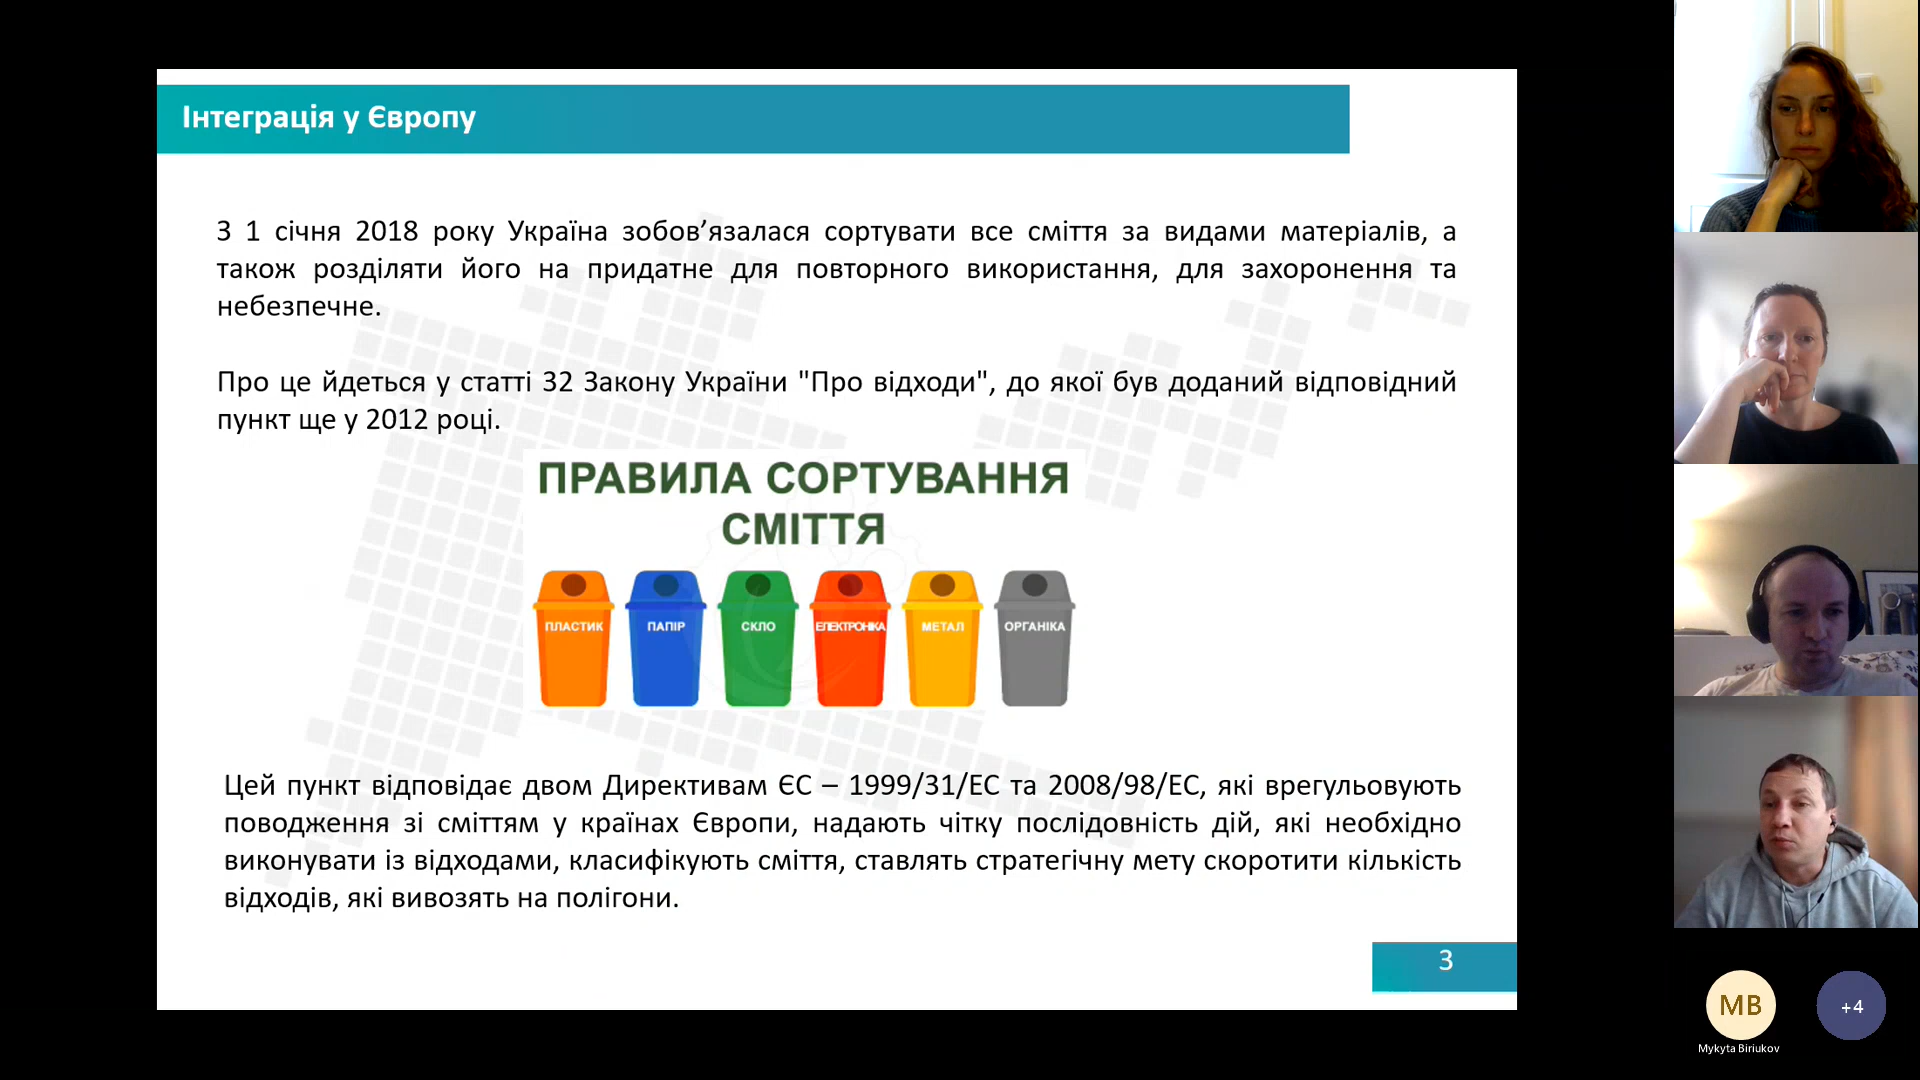 Інтеграція у Європу
З 1 січня 2018 року Україна зобов’язалася сортувати все сміття за видами матеріалів, а
також розділяти його на придатне для повторного використання, для захоронення та
небезпечне.
Про це йдеться у статті 32 Закону України "Про відходи", до якої був доданий відповідний
пункт ще у 2012 році.
ПРАВИЛА СОРТУВАННЯ
СМІТТЯ
ПЛАСТИК ПАПІР СКЛО ЕЛЕКТРОНІКА МЕТАЛ ОРГАНІКА
Цей пункт відповідає двом Директивам ЄС – 1999/31/ЕС та 2008/98/ЕС, які врегульовують
поводження зі сміттям у країнах Європи, надають чітку послідовність дій, які необхідно
виконувати із відходами, класифікують сміття, ставлять стратегічну мету скоротити кількість
відходів, які вивозять на полігони.
3
MB
+4
Mykyta Biriukov